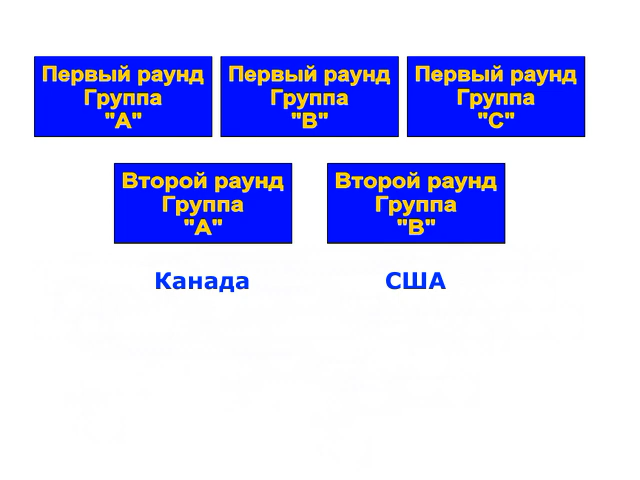 Первый раунд
Группа
"А"
Первый раунд
Группа
"В"
Первый раунд
Группа
"С"
Второй раунд
Группа
"А"
Второй раунд
Группа
"В"
Канада
США